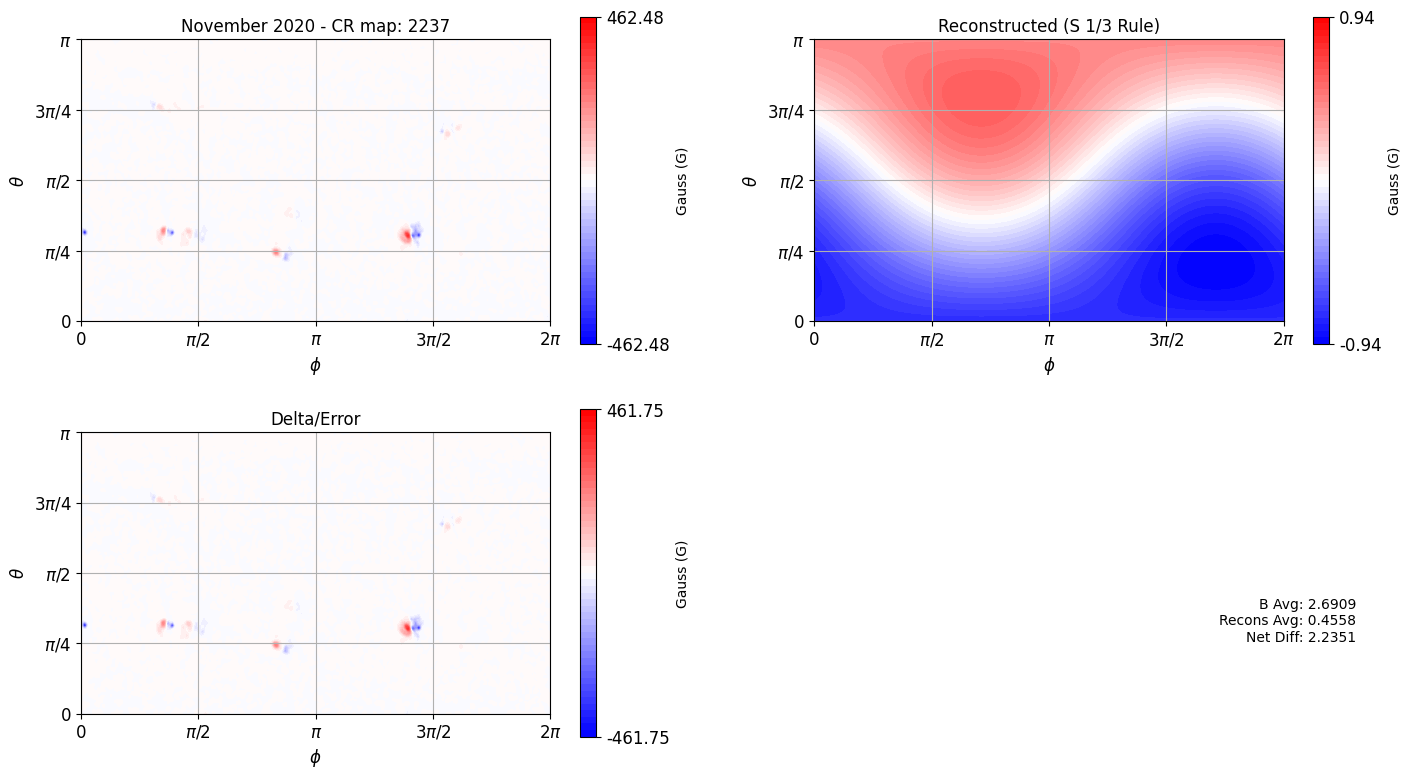 November 2020 - CR map: 2237
π
3π/4
π/2
π/4
0
θ
0
π/2
π
3π/2
2π
ϕ
462.48
-462.48
Gauss (G)
Reconstructed (S 1/3 Rule)
π
3π/4
π/2
π/4
0
θ
0
π/2
π
3π/2
2π
ϕ
0.94
-0.94
Gauss (G)
Delta/Error
π
3π/4
π/2
π/4
0
θ
0
π/2
π
3π/2
2π
ϕ
461.75
-461.75
Gauss (G)
B Avg: 2.6909
Recons Avg: 0.4558
Net Diff: 2.2351